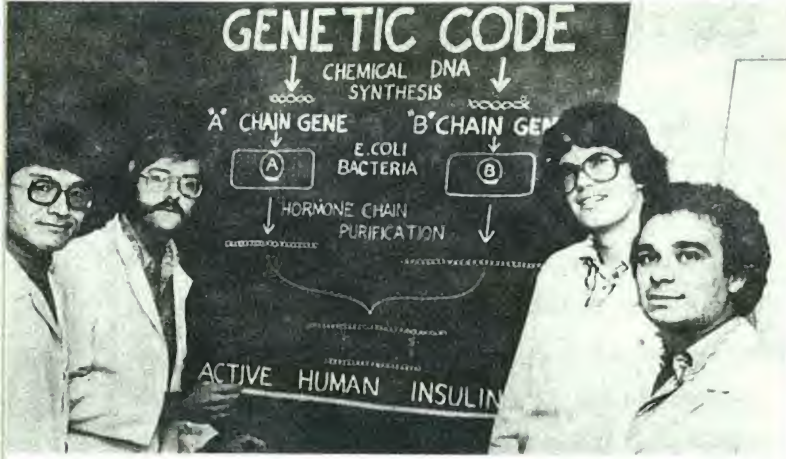 GENETIC CODE
CHEMICAL DNA
SYNTHESIS
"A" CHAIN GENE "B" CHAIN GEN
E.COLI
BACTERIA
A B
HORMONE CHAIN
PURIFICATION
ACTIVE HUMAN INSULIN